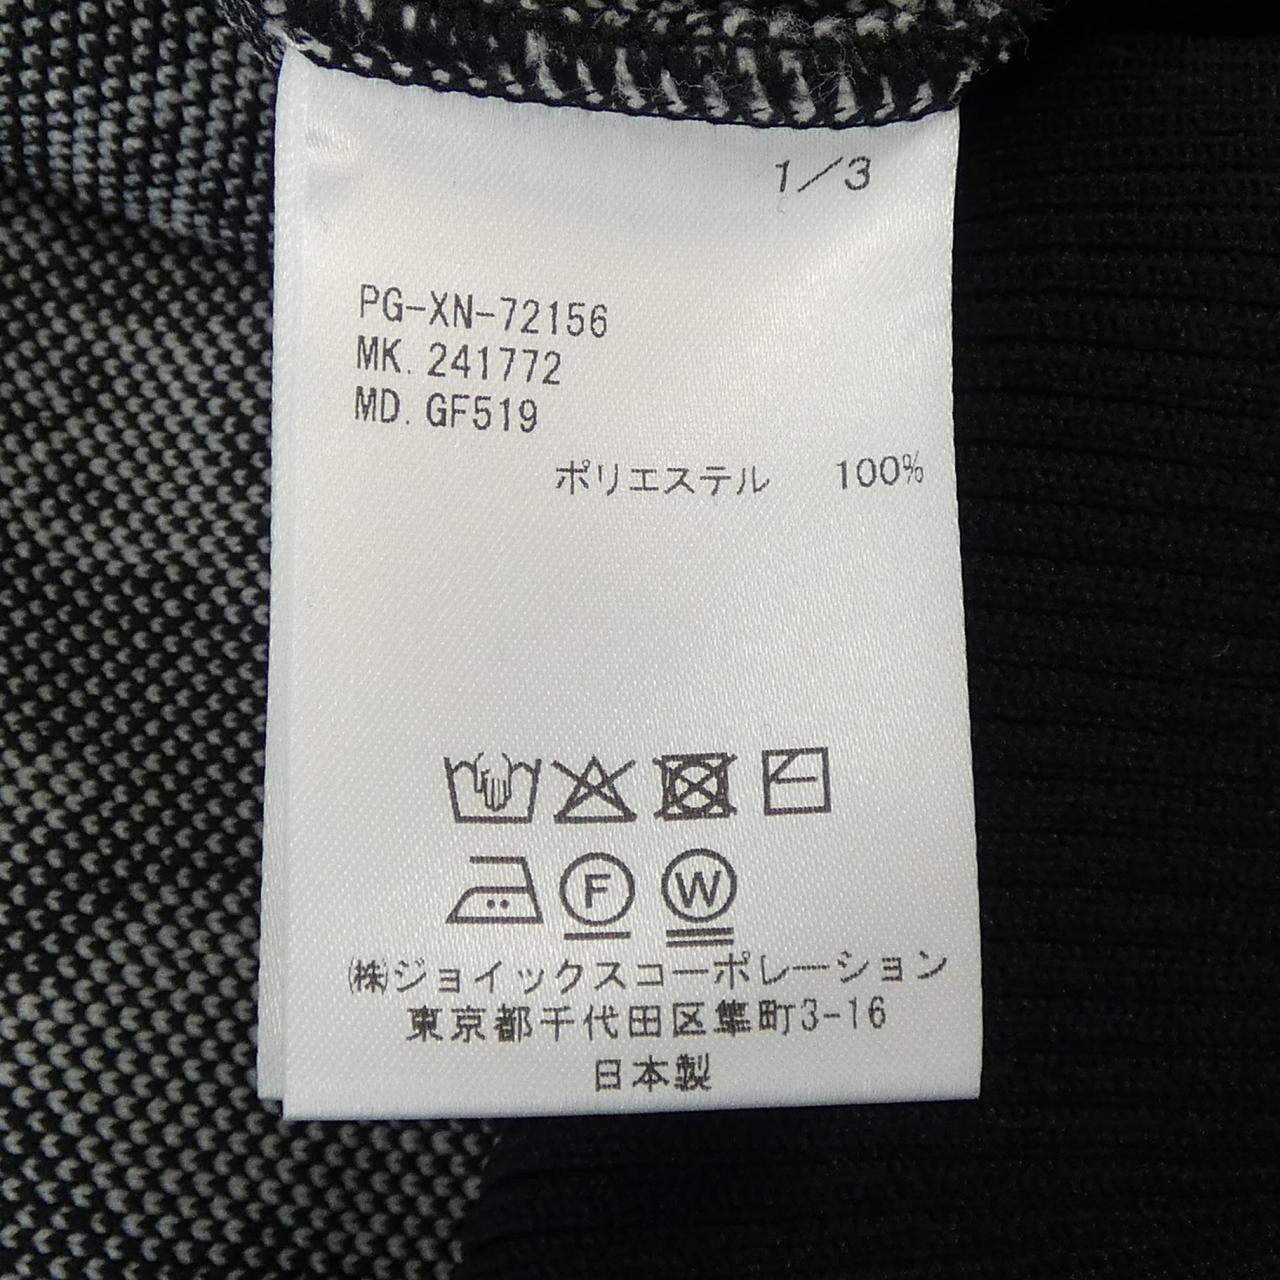 1/3
PG-XN-72156
MK. 241772
MD. GF519
ポリエステル 100%
F W
㈱ジョイックスコーポレーション
東京都千代田区隼町3-16
日本製